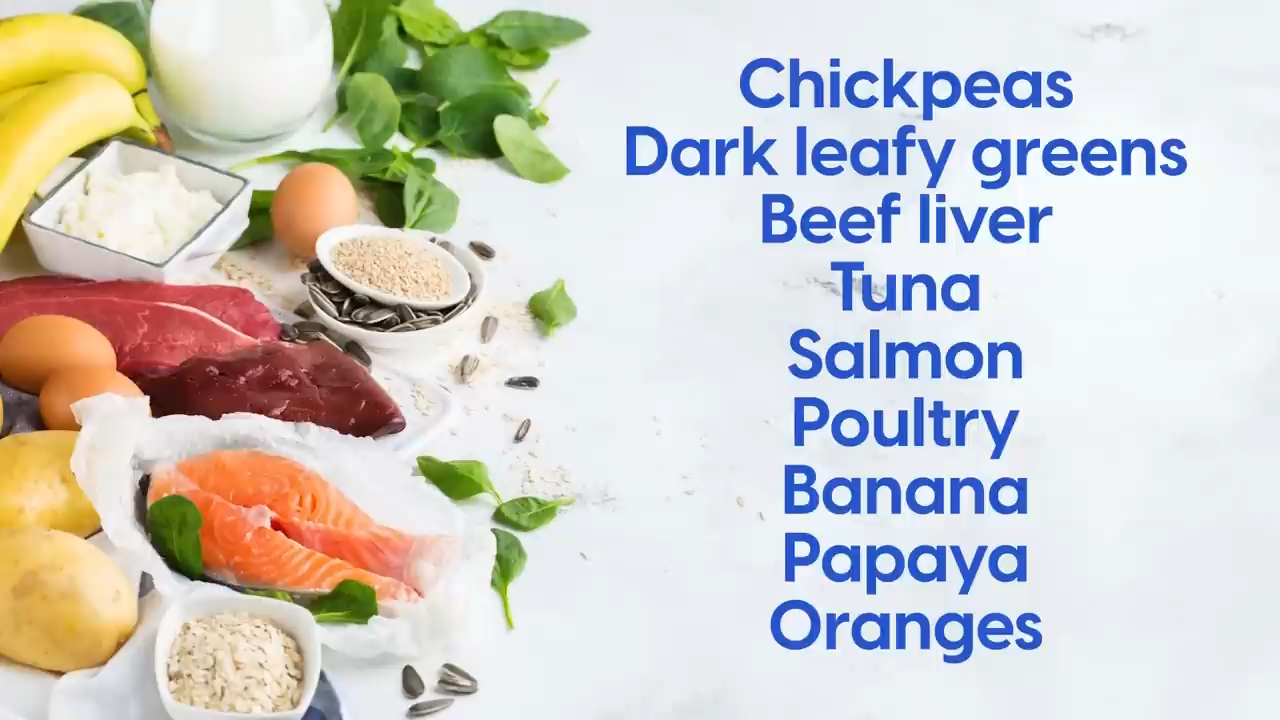 Chickpeas
Dark leafy greens
Beef liver
Tuna
Salmon
Poultry
Banana
Papaya
Oranges